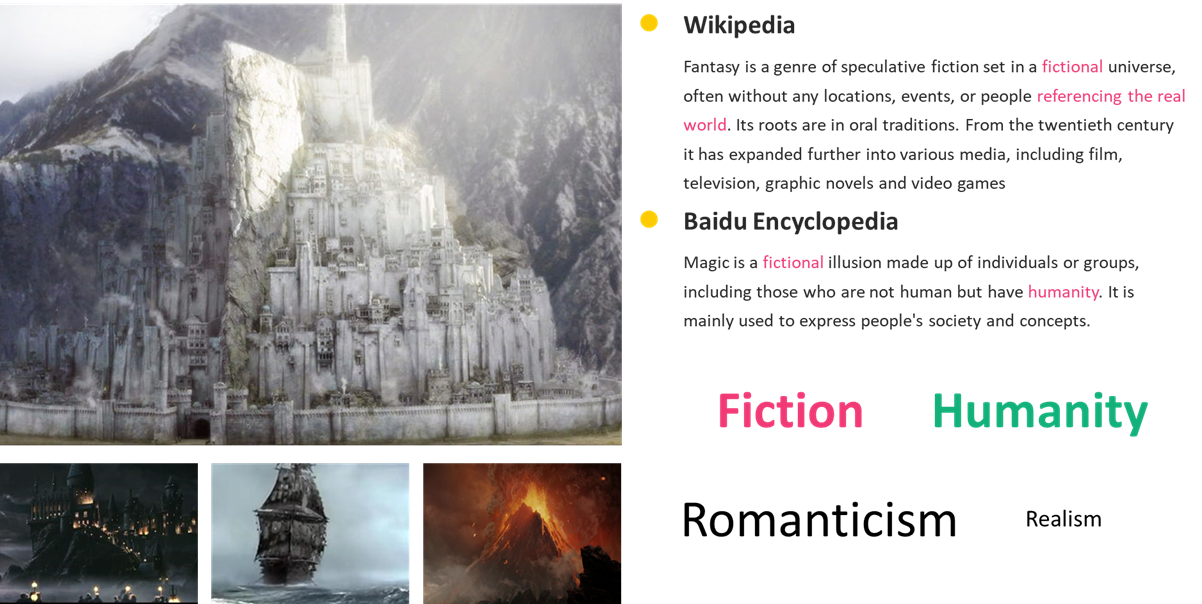 Wikipedia
Fantasy is a genre of speculative fiction set in a fictional universe,
often without any locations, events, or people referencing the real
world. Its roots are in oral traditions. From the twentieth century
it has expanded further into various media, including film,
television, graphic novels and video games
Baidu Encyclopedia
Magic is a fictional illusion made up of individuals or groups,
including those who are not human but have humanity. It is
mainly used to express people's society and concepts.
Fiction Humanity
Romanticism Realism